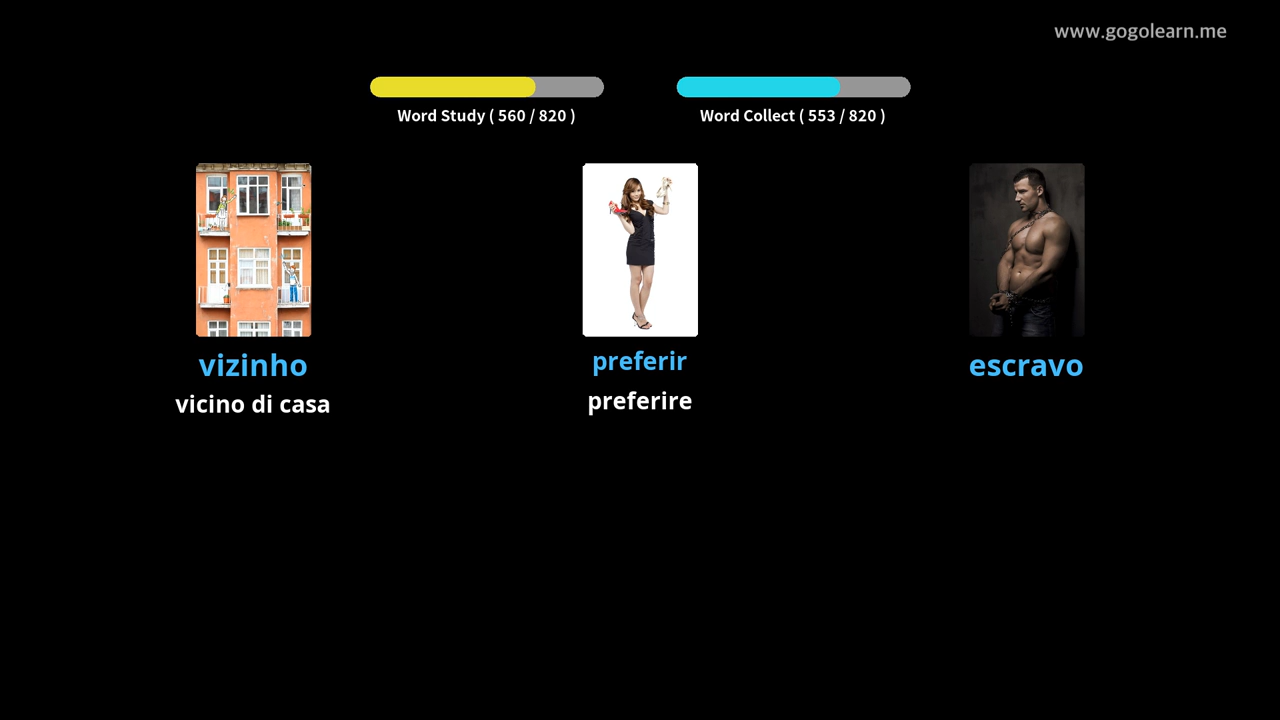 www.gogolearn.me
Word Study ( 560 / 820 )
Word Collect ( 553 / 820 )
vizinho
vicino di casa
preferir
preferire
escravo